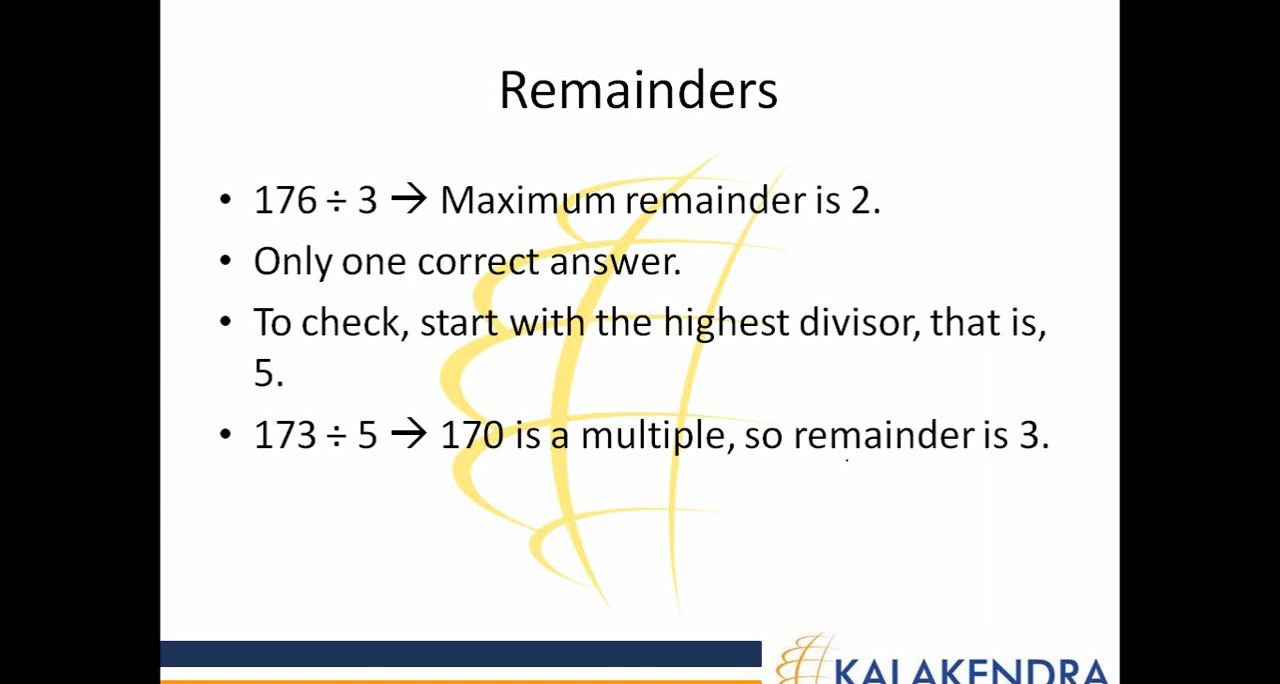 Remainders
• 176 ÷ 3 → Maximum remainder is 2.
• Only one correct answer.
• To check, start with the highest divisor, that is,
5.
• 173 ÷ 5 → 170 is a multiple, so remainder is 3.
KALAKENDRA